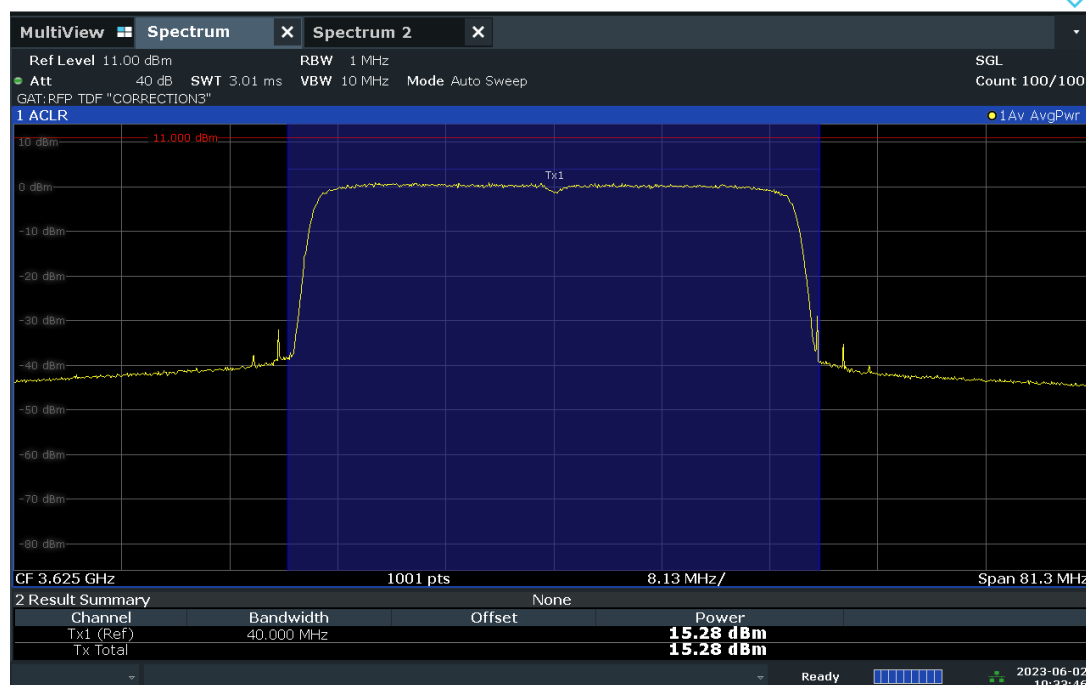 MultiView Spectrum X Spectrum 2 X
Ref Level 11.00 dBm RBW 1 MHz SGL
Att 40 dB SWT 3.01 ms VBW 10 MHz Mode Auto Sweep Count 100/100
GAT:RFP TDF "CORRECTION3"
1 ACLR 1Av AvgPwr
10 dBm 11.000 dBm
Tx1
0 dBm
-10 dBm
-20 dBm
-30 dBm
-40 dBm
-50 dBm
-60 dBm
-70 dBm
-80 dBm
CF 3.625 GHz 1001 pts 8.13 MHz/ Span 81.3 MHz
2 Result Summary None
Channel Bandwidth Offset Power
Tx1 (Ref) 40.000 MHz 15.28 dBm
Tx Total 15.28 dBm
Ready 2023-06-02